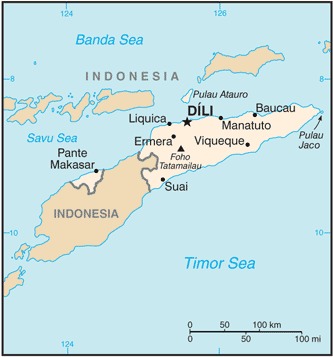 124
126
Banda Sea
INDONESIA
8
8
Pulau Atauro
DÍLI
Baucau
Liquica
Manatuto
Pulau
Jaco
Savu Sea
Ermera
Viqueque
Foho
Tatamailau
Pante
Makasar
Suai
INDONESIA
10
10
Timor Sea
0 50 100 km
0 50 100 mi
124
126